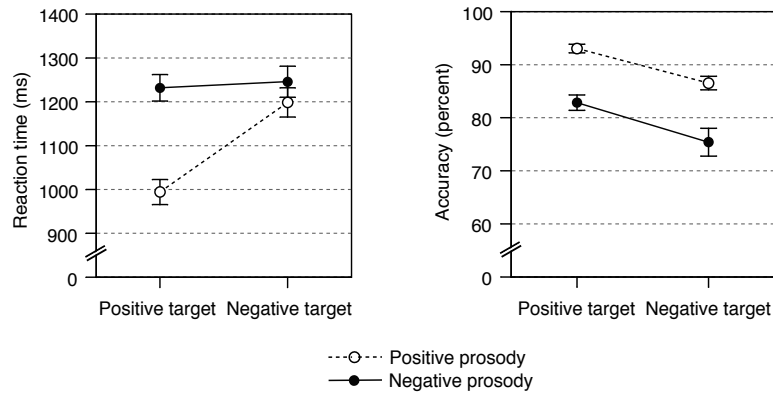 1400
1300
1200
1100
1000
900
0
Reaction time (ms)
Positive target Negative target
100
90
80
70
60
0
Accuracy (percent)
Positive target Negative target
Positive prosody
Negative prosody